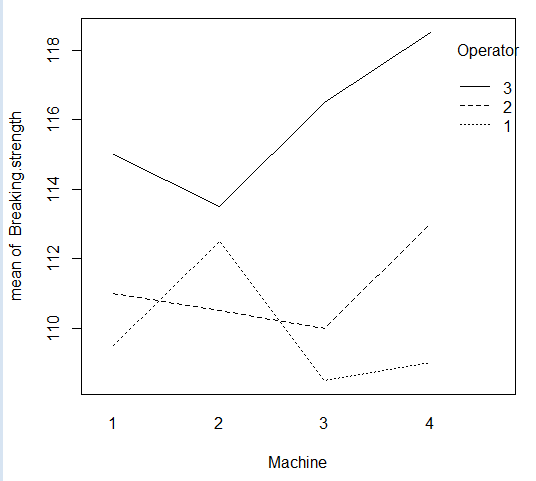 mean of Breaking.strength
118
116
114
112
110
Operator
3
2
1
1 2 3 4
Machine